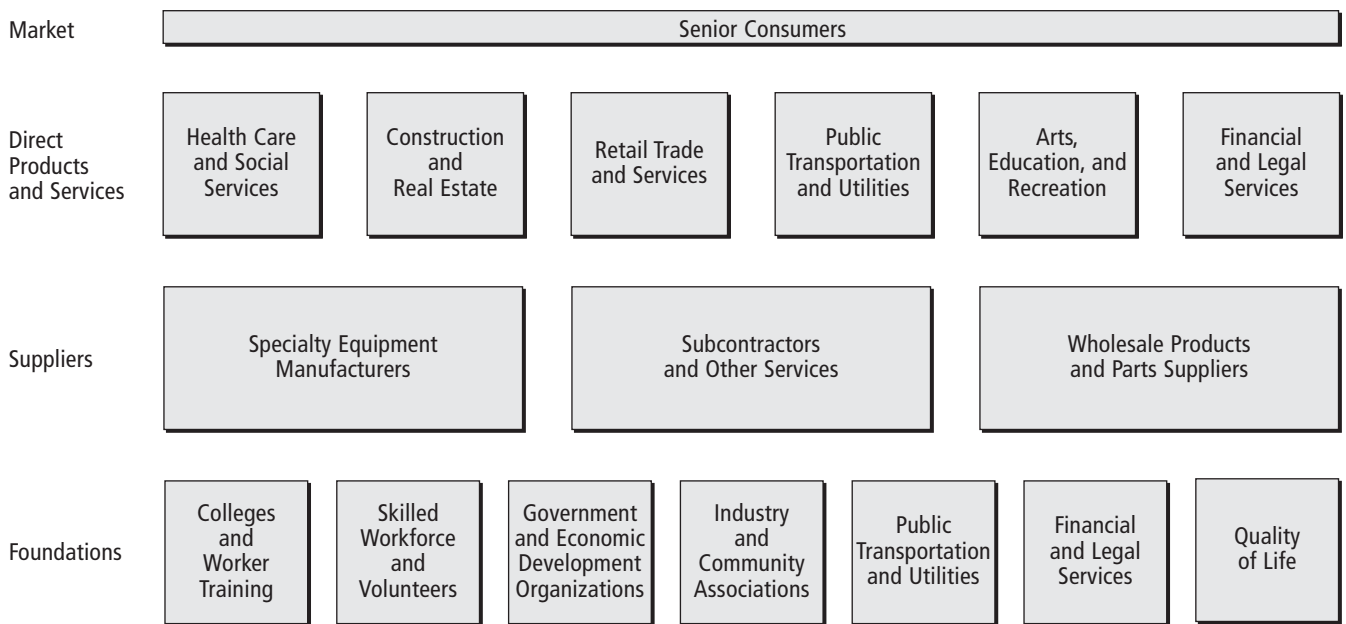 Market
Senior Consumers
Direct
Products
and Services
Health Care
and Social
Services
Construction
and
Real Estate
Retail Trade
and Services
Public
Transportation
and Utilities
Arts,
Education, and
Recreation
Financial
and Legal
Services
Suppliers
Specialty Equipment
Manufacturers
Subcontractors
and Other Services
Wholesale Products
and Parts Suppliers
Foundations
Colleges
and
Worker
Training
Skilled
Workforce
and
Volunteers
Government
and Economic
Development
Organizations
Industry
and
Community
Associations
Public
Transportation
and Utilities
Financial
and Legal
Services
Quality
of Life